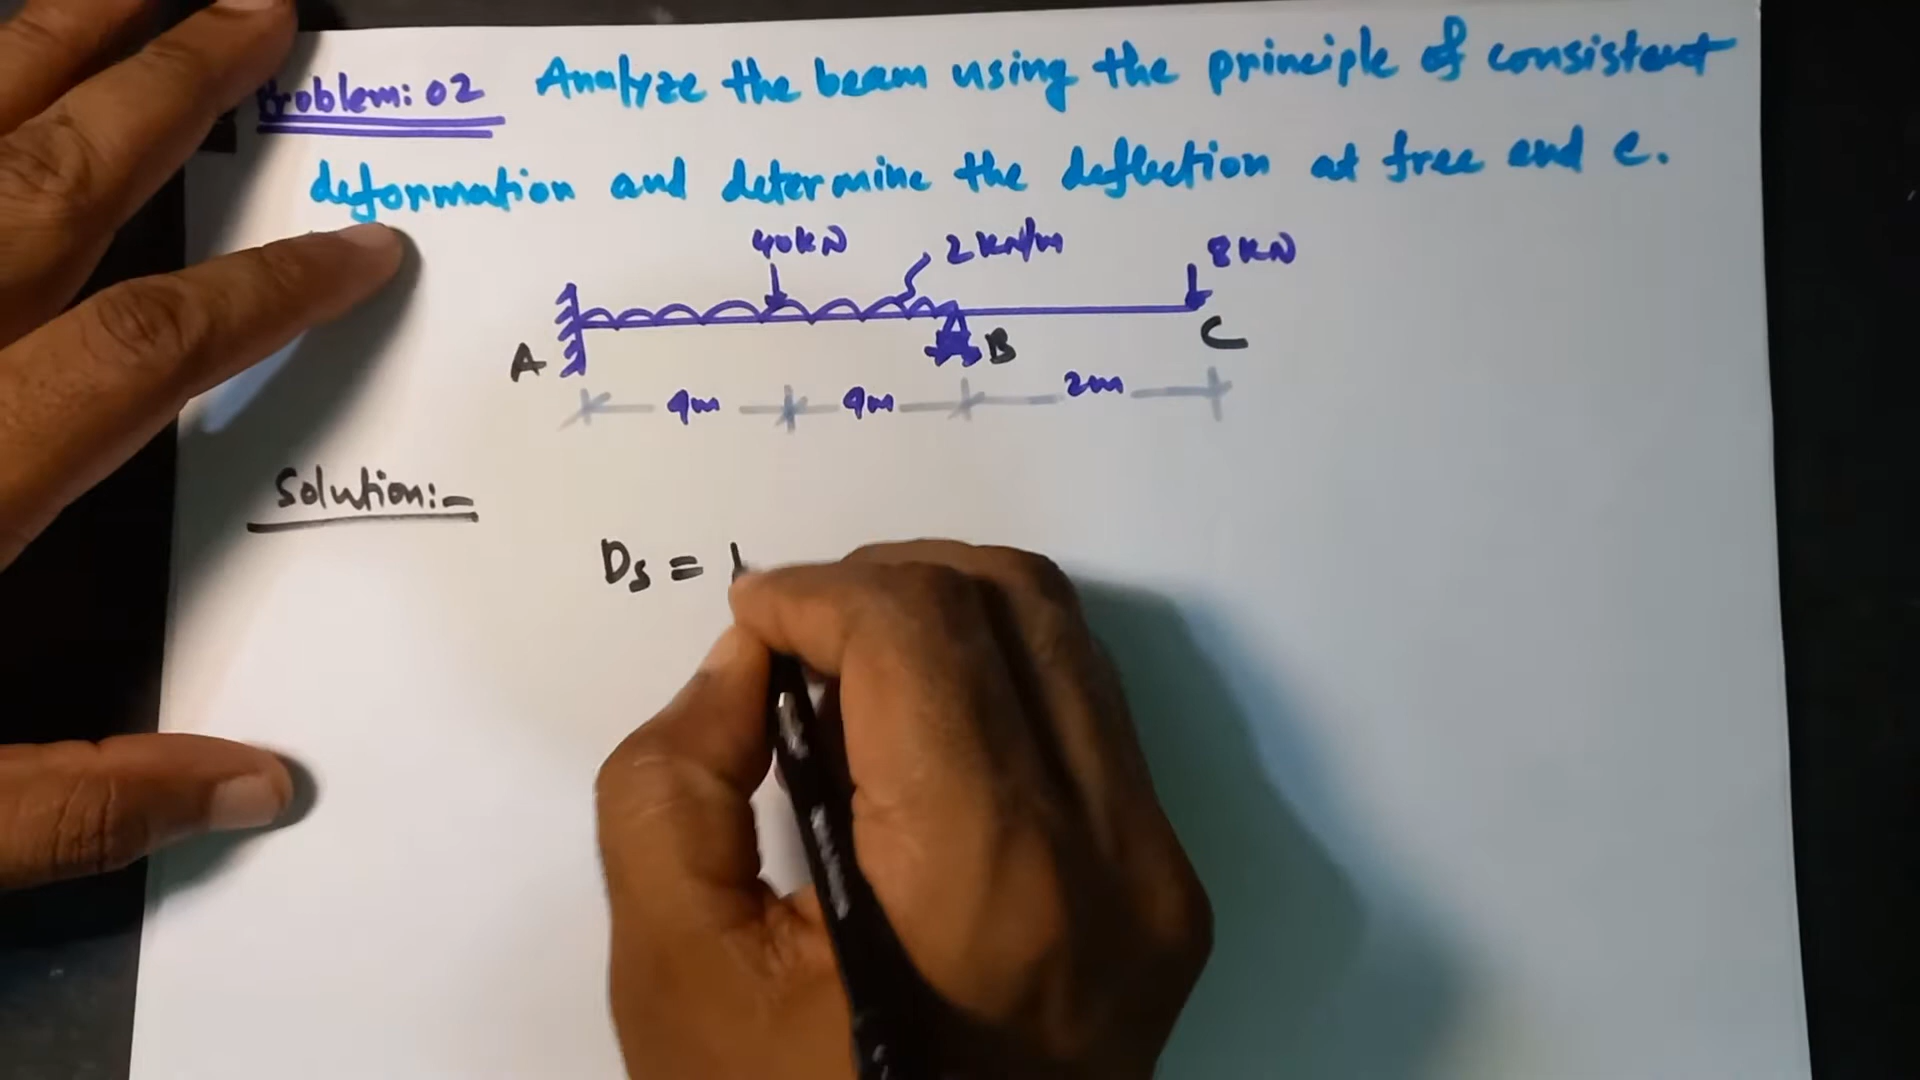 Problem: 02 Analyze the beam using the principle of consistent
deformation and determine the deflection at free end C.
40kN 2kN/m 8kN
A B C
4m 4m 2m
Solution:-
Ds =